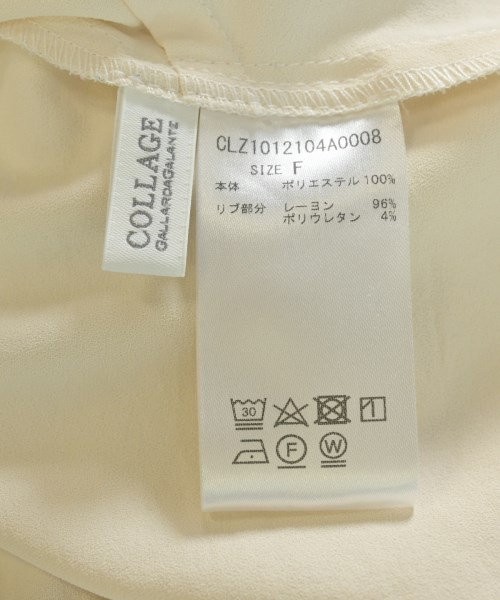 COLLAGE
GALLARDAGALANTE
CLZ1012104A0008
SIZE F
本体 ポリエステル 100%
リブ部分 レーヨン 96%
ポリウレタン 4%
30
F W